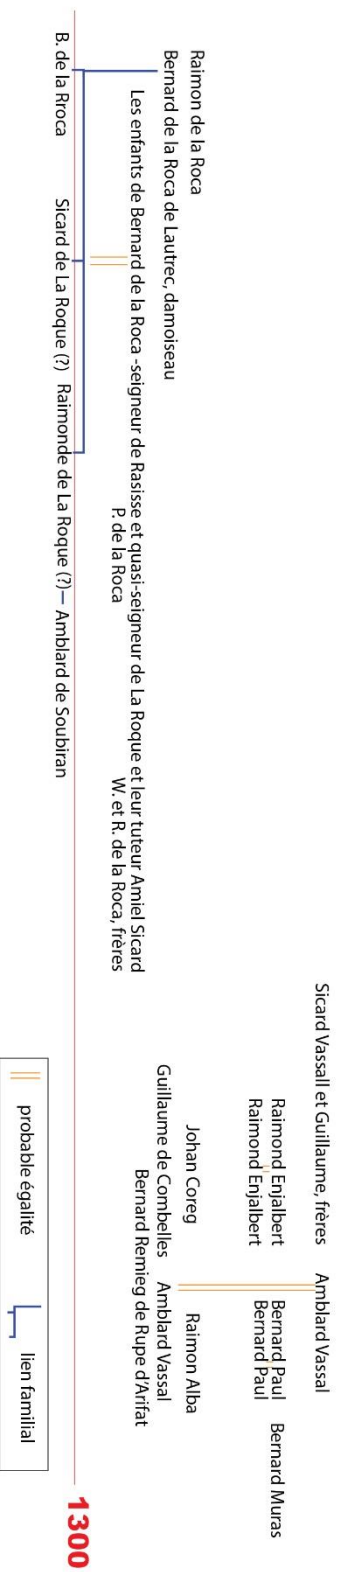 Sicard Vassall et Guillaume, frères Amblard Vassal
Raimond Enjalbert Bernard Paul Bernard Muras
Raimond Enjalbert Bernard Paul
Raimon de la Roca Johan Coreg Raimon Alba
Bernard de la Roca de Lautrec, damoiseau Guillaume de Combelles Amblard Vassal
Les enfants de Bernard de la Roca -seigneur de Rasisse et quasi-seigneur de La Roque et leur tuteur Amiel Sicard Bernard Remieg de Rupe d'Arifat
P. de la Roca W. et R. de la Roca, frères
1300
B. de la Rroca Sicard de La Roque (?) Raimonde de La Roque (?) Amblard de Soubiran
probable égalité lien familial